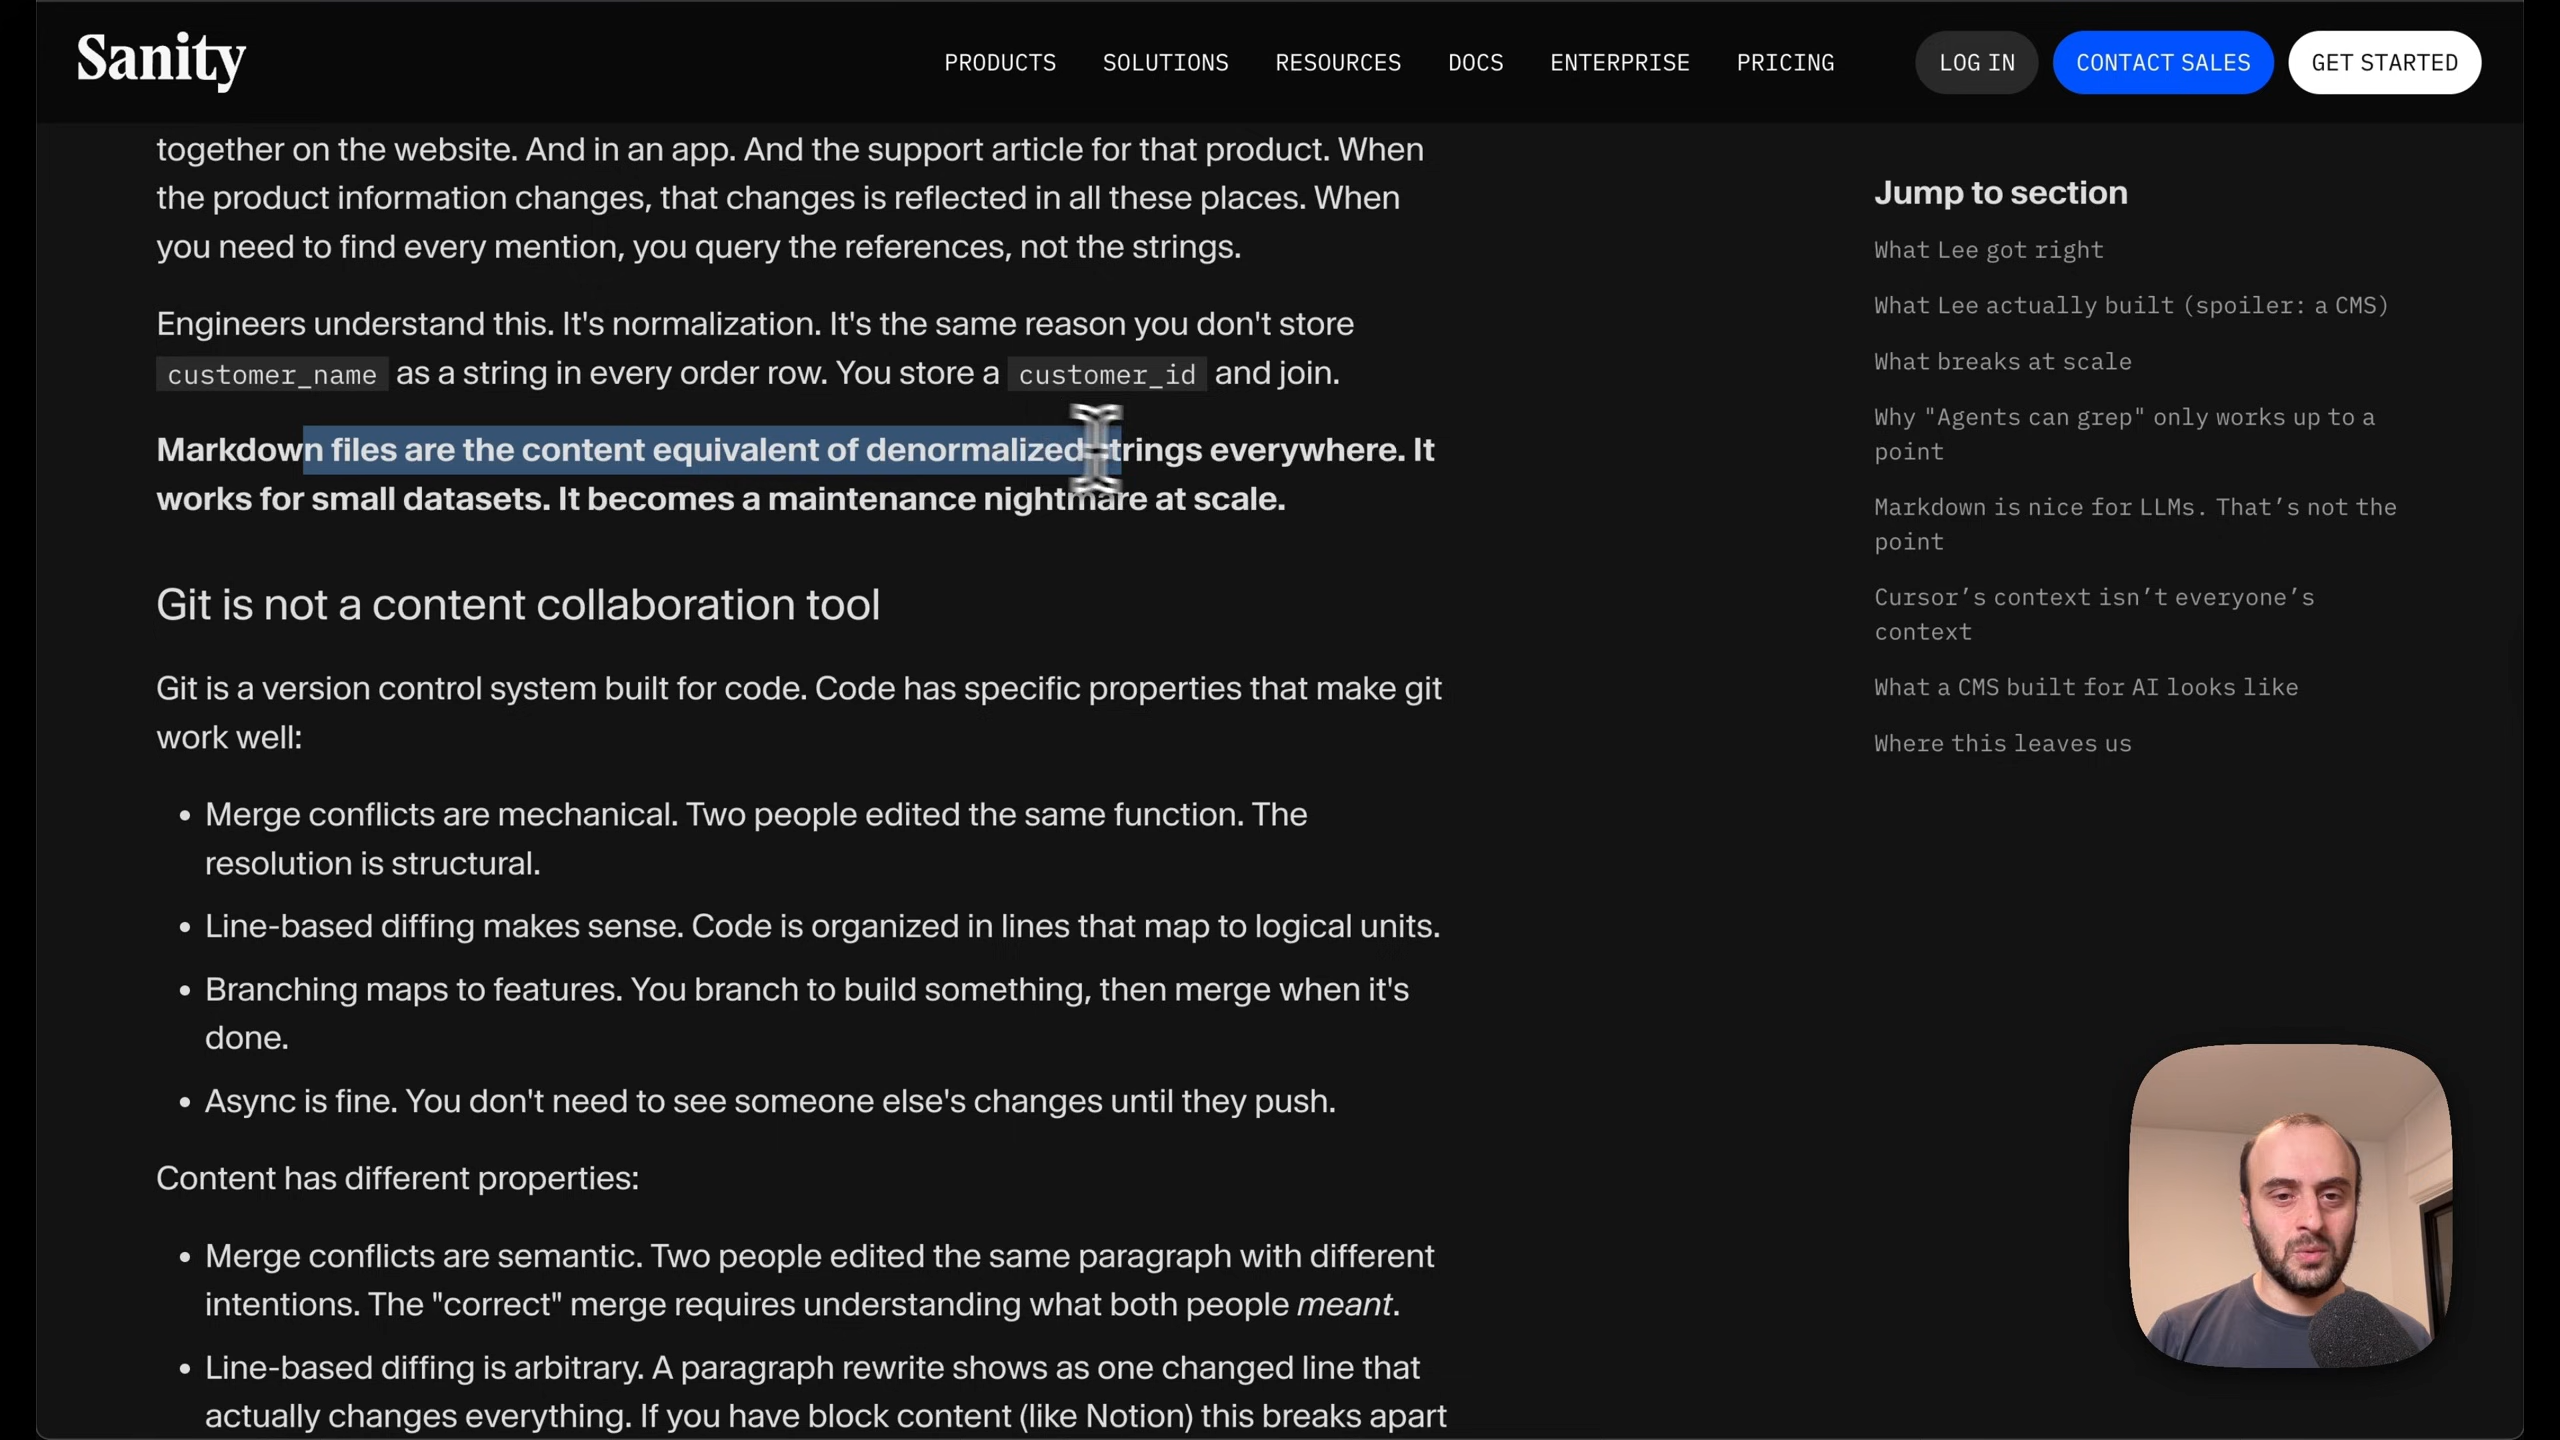 Sanity
PRODUCTS
SOLUTIONS
RESOURCES
DOCS
ENTERPRISE
PRICING
LOG IN
CONTACT SALES
GET STARTED
together on the website. And in an app. And the support article for that product. When
the product information changes, that changes is reflected in all these places. When
you need to find every mention, you query the references, not the strings.
Engineers understand this. It's normalization. It's the same reason you don't store
customer_name as a string in every order row. You store a customer_id and join.
Markdown files are the content equivalent of denormalized strings everywhere. It
works for small datasets. It becomes a maintenance nightmare at scale.
Git is not a content collaboration tool
Git is a version control system built for code. Code has specific properties that make git
work well:
• Merge conflicts are mechanical. Two people edited the same function. The
resolution is structural.
• Line-based diffing makes sense. Code is organized in lines that map to logical units.
• Branching maps to features. You branch to build something, then merge when it's
done.
• Async is fine. You don't need to see someone else's changes until they push.
Content has different properties:
• Merge conflicts are semantic. Two people edited the same paragraph with different
intentions. The "correct" merge requires understanding what both people meant.
• Line-based diffing is arbitrary. A paragraph rewrite shows as one changed line that
actually changes everything. If you have block content (like Notion) this breaks apart
Jump to section
What Lee got right
What Lee actually built (spoiler: a CMS)
What breaks at scale
Why "Agents can grep" only works up to a
point
Markdown is nice for LLMs. That’s not the
point
Cursor’s context isn’t everyone’s
context
What a CMS built for AI looks like
Where this leaves us